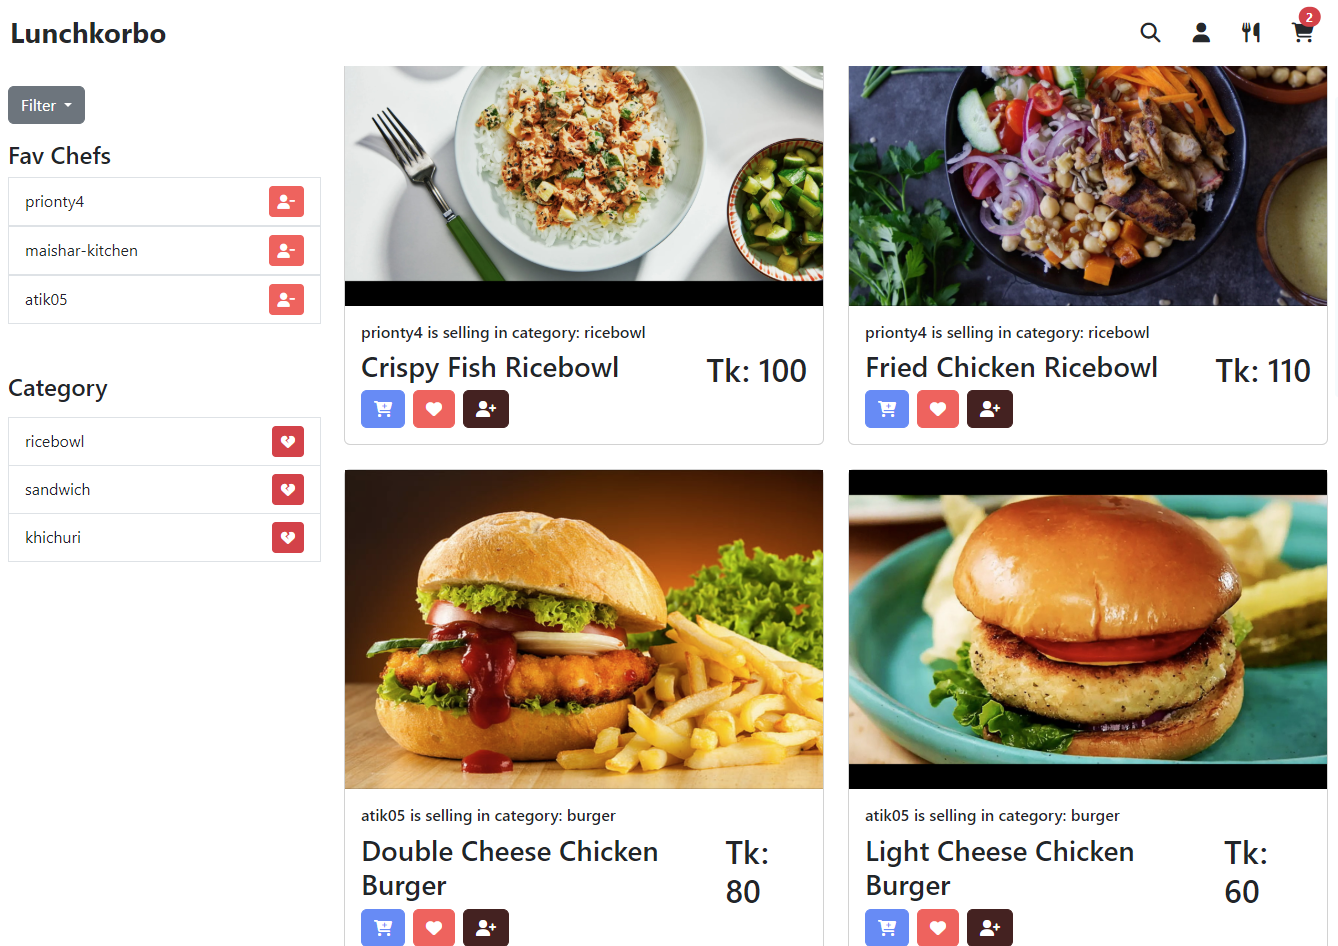 Lunchkorbo
2
Filter
Fav Chefs
prionty4
maishar-kitchen
atik05
Category
ricebowl
sandwich
khichuri
prionty4 is selling in category: ricebowl
Crispy Fish Ricebowl
Tk: 100
prionty4 is selling in category: ricebowl
Fried Chicken Ricebowl
Tk: 110
atik05 is selling in category: burger
Double Cheese Chicken
Burger
Tk:
80
atik05 is selling in category: burger
Light Cheese Chicken
Burger
Tk:
60